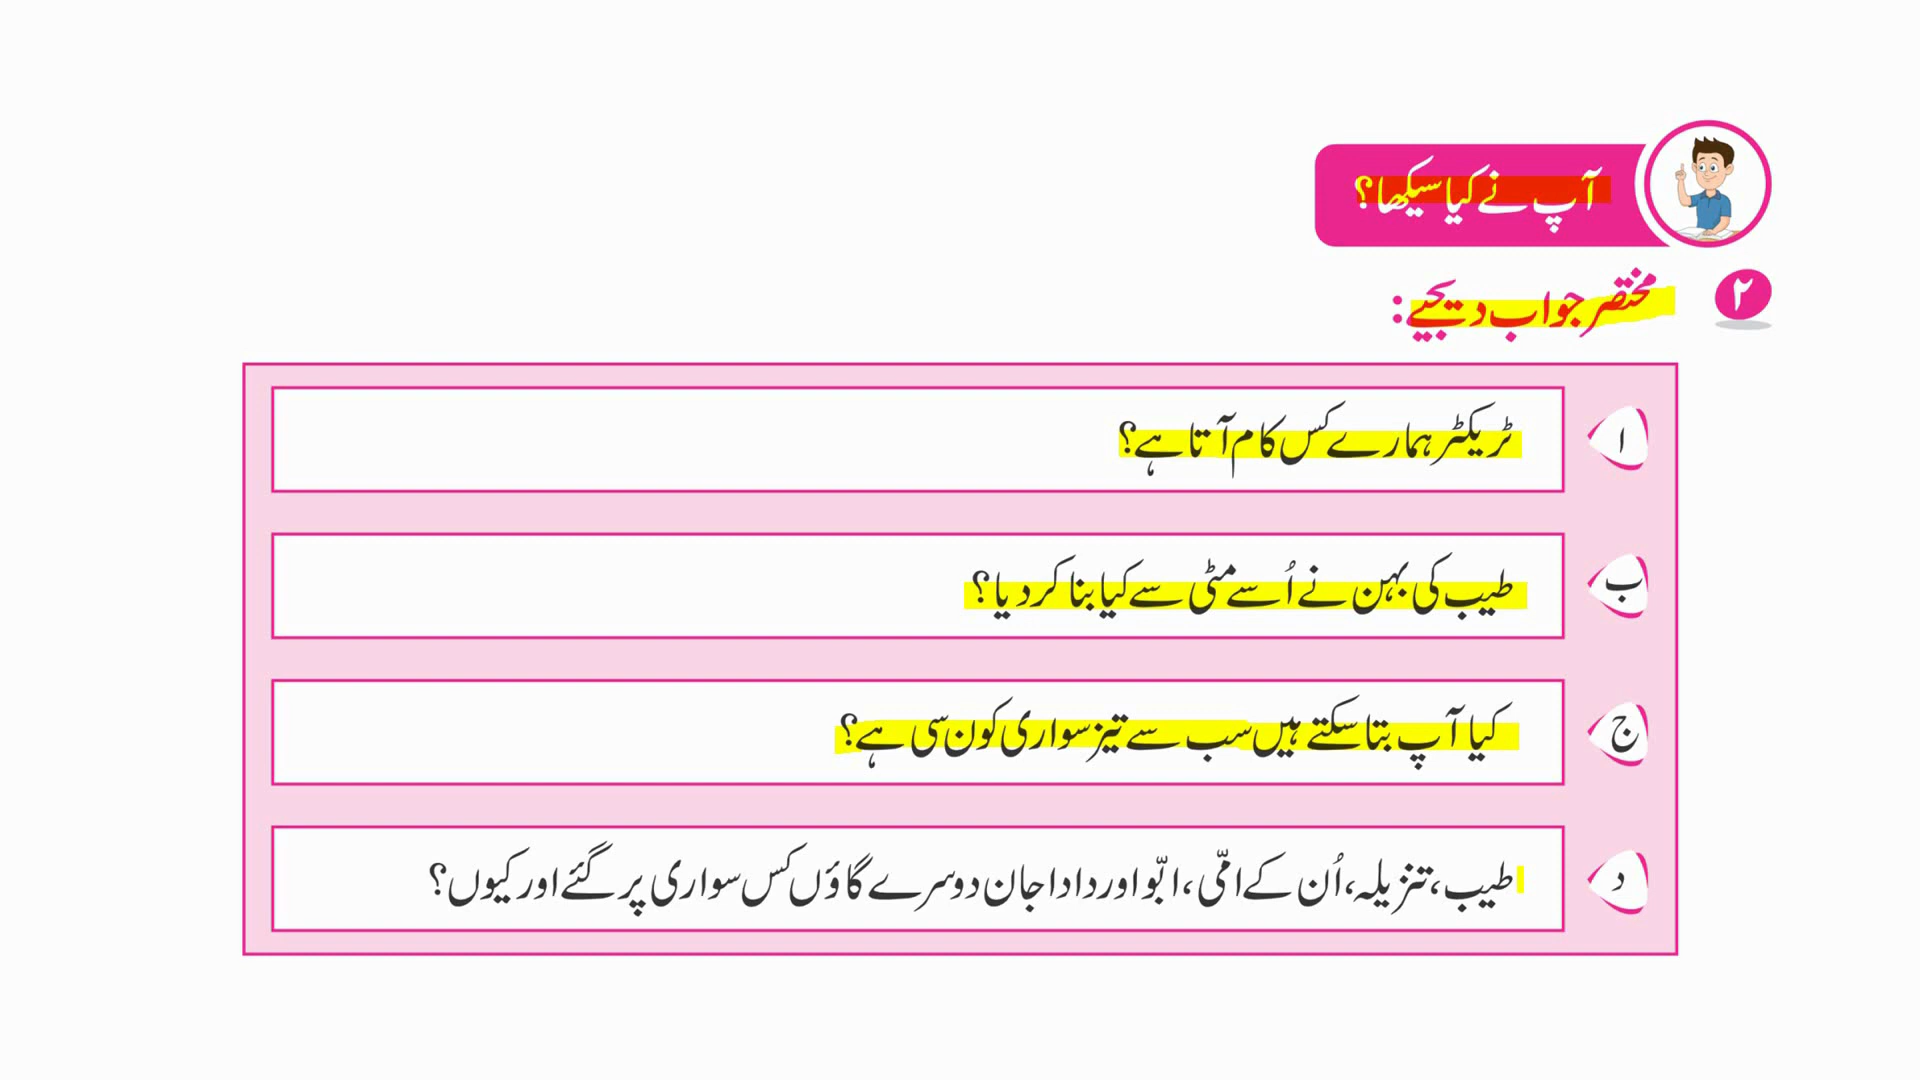 آپ نے کیا سیکھا؟
۲ مختصر جواب دیجیے:
ا ٹریکٹر ہمارے کس کام آتا ہے؟
ب طیب کی بہن نے اُسے مٹی سے کیا بنا کر دیا؟
ج کیا آپ بتا سکتے ہیں سب سے تیز سواری کون سی ہے؟
د طیب، تنزیلہ، اُن کے امّی، ابّو اور دادا جان دوسرے گاؤں کس سواری پر گئے اور کیوں؟